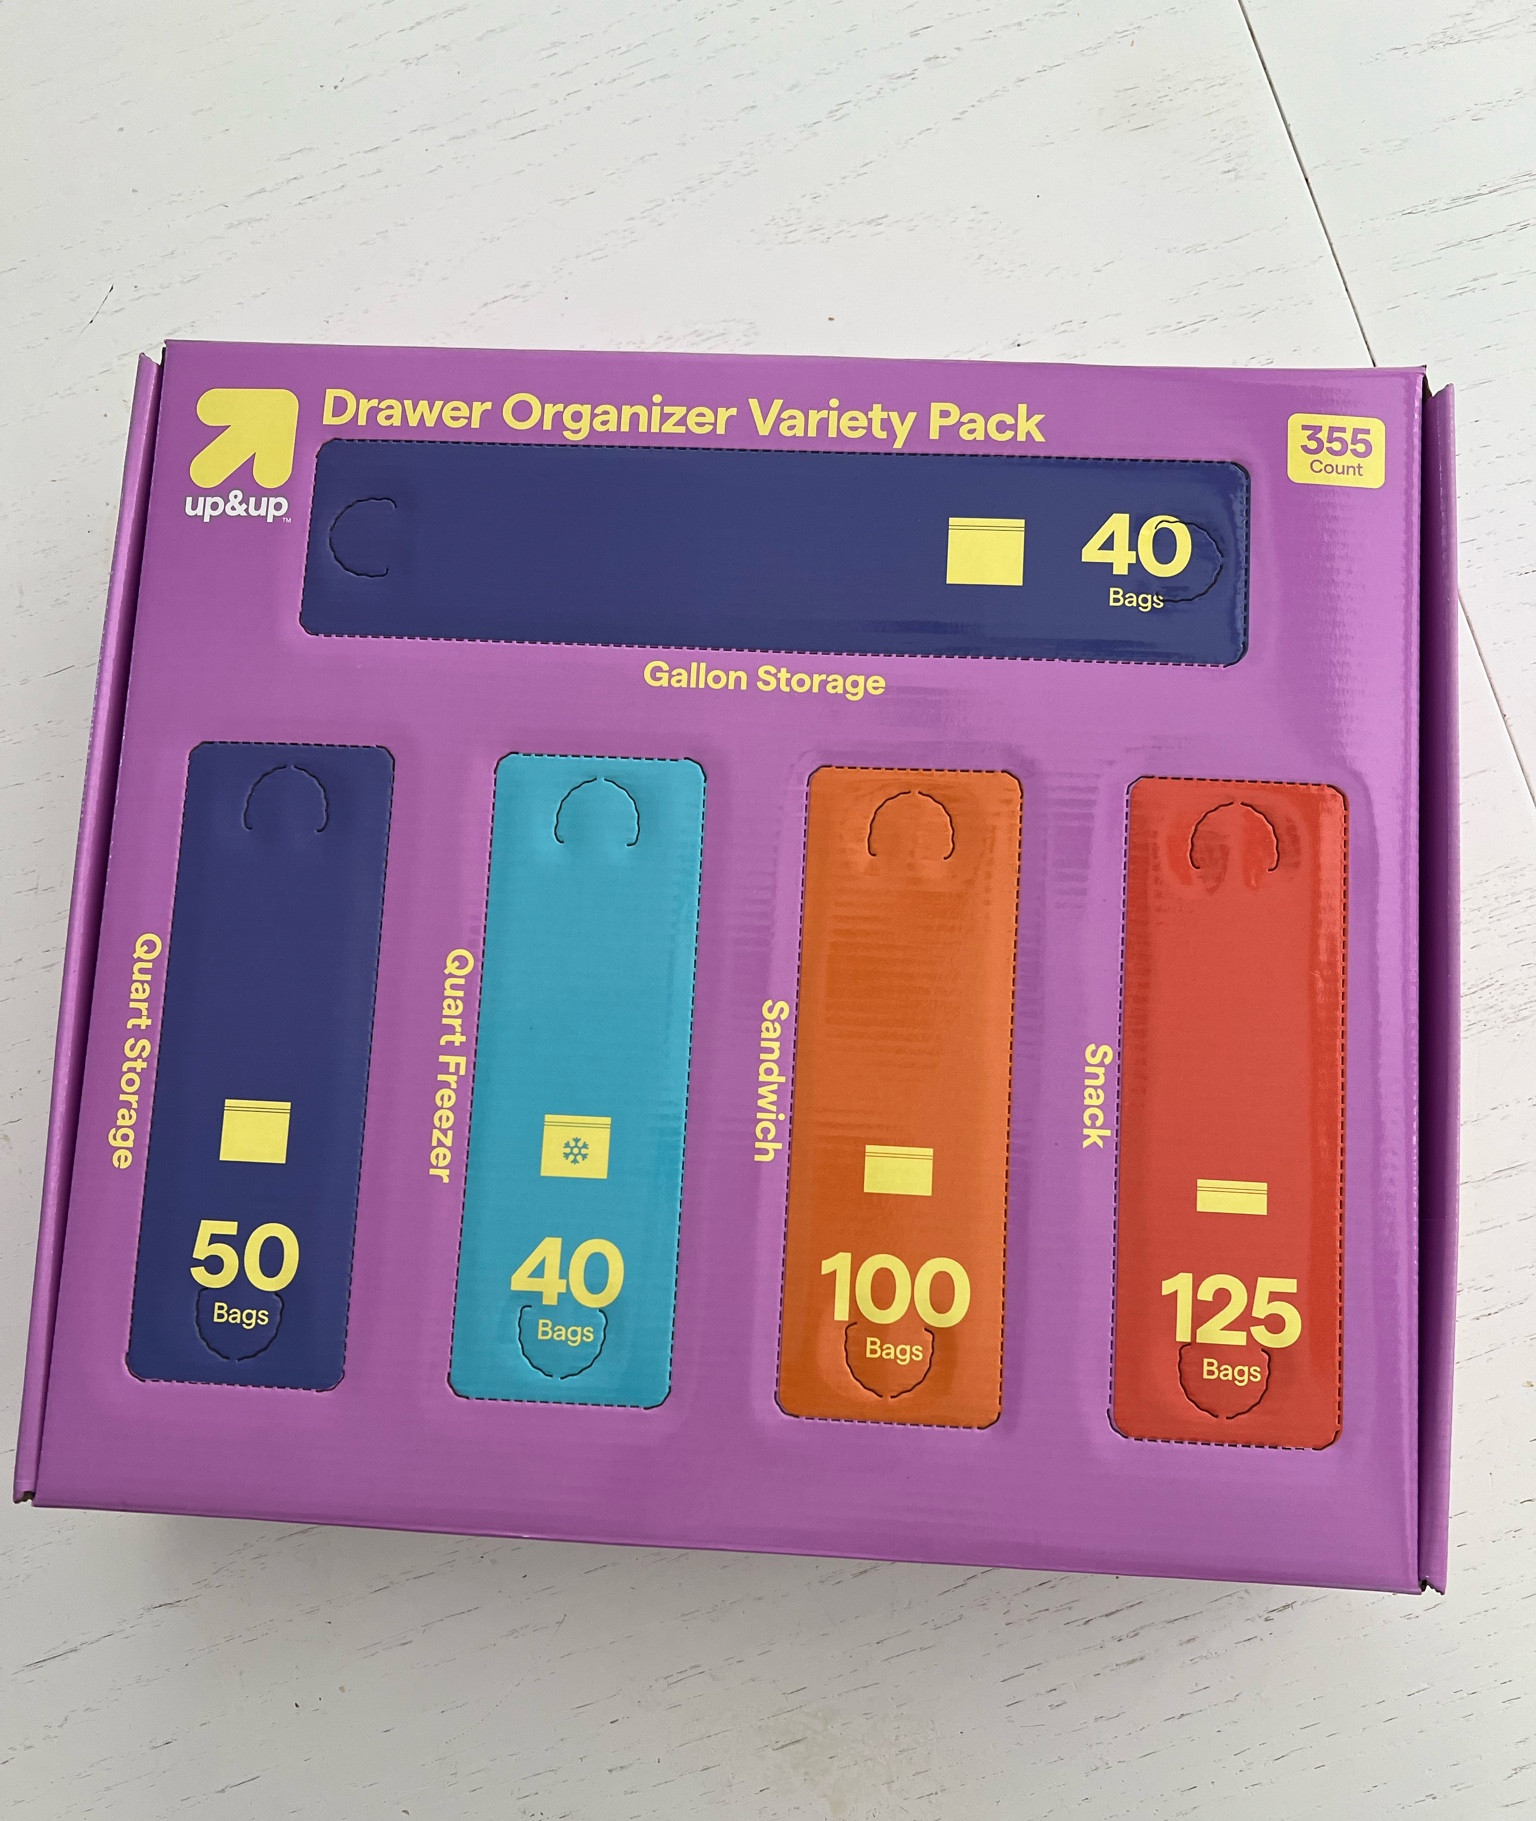 Drawer Organizer Variety Pack
355
Count
up&up™
40
Bags
Gallon Storage
Quart Storage
50
Bags
Quart Freezer
40
Bags
Sandwich
100
Bags
Snack
125
Bags